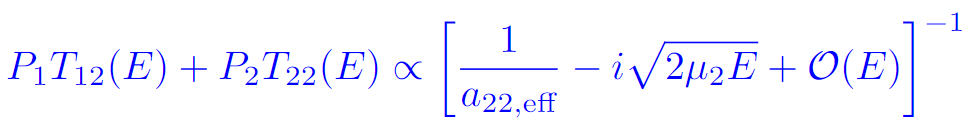 $P_1 T_{12}(E) + P_2 T_{22}(E) \propto \left[ \frac{1}{a_{22,\text{eff}}} - i\sqrt{2\mu_2 E} + \mathcal{O}(E) \right]^{-1}$